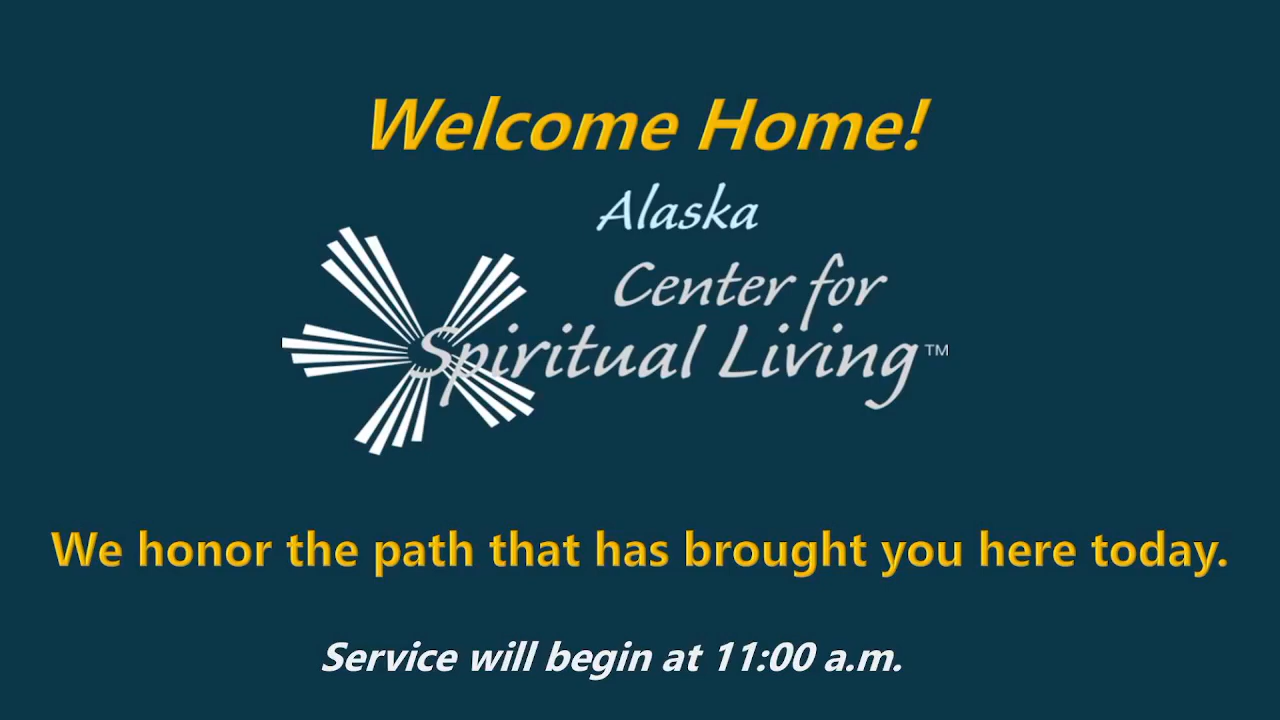 Welcome Home!
Alaska
Center for
Spiritual Living™
We honor the path that has brought you here today.
Service will begin at 11:00 a.m.